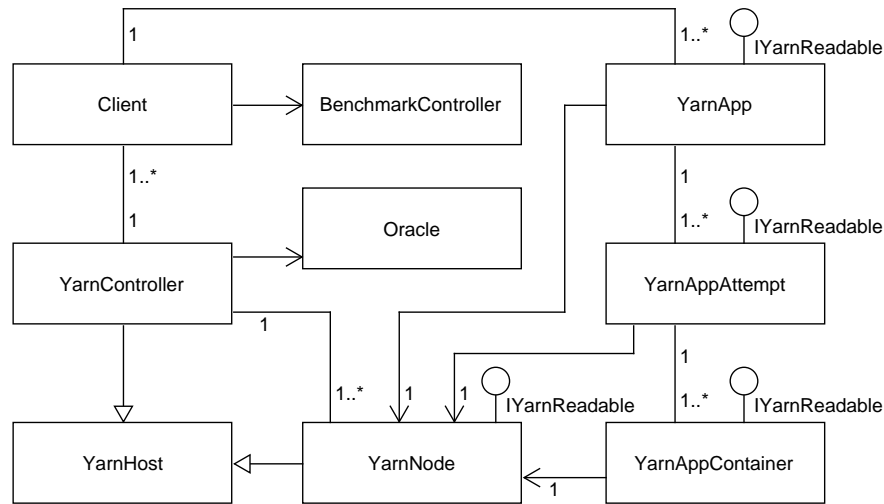 1
1..*
IYarnReadable
Client
BenchmarkController
YarnApp
1..*
1
1
1..*
IYarnReadable
Oracle
YarnController
YarnAppAttempt
1
1
1..*
1
1
1..*
IYarnReadable
IYarnReadable
YarnHost
YarnNode
YarnAppContainer
1